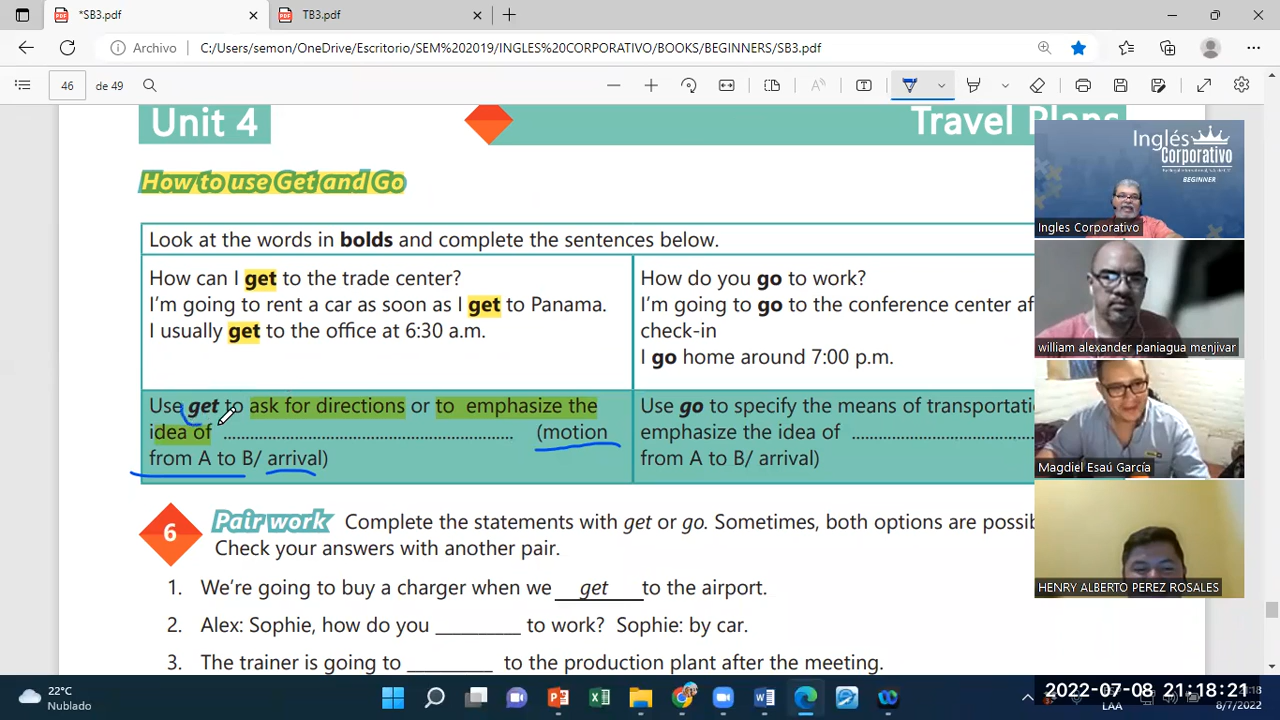 *SB3.pdf
TB3.pdf
Archivo
C:/Users/semon/OneDrive/Escritorio/SEM%202019/INGLES%20CORPORATIVO/BOOKS/BEGINNERS/SB3.pdf
46
de 49
Unit 4
Travel Plans
How to use Get and Go
Look at the words in bolds and complete the sentences below.
How can I get to the trade center?
I'm going to rent a car as soon as I get to Panama.
I usually get to the office at 6:30 a.m.
How do you go to work?
I'm going to go to the conference center af
check-in
I go home around 7:00 p.m.
Use get to ask for directions or to emphasize the
idea of ........................................................ (motion
from A to B/ arrival)
Use go to specify the means of transportati
emphasize the idea of ...................................
from A to B/ arrival)
6
Pair work Complete the statements with get or go. Sometimes, both options are possi
Check your answers with another pair.
1. We're going to buy a charger when we __get__ to the airport.
2. Alex: Sophie, how do you _________ to work? Sophie: by car.
3. The trainer is going to _________ to the production plant after the meeting.
Inglés
Corporativo
BEGINNER
Ingles Corporativo
william alexander paniagua menjivar
Magdiel Esaú García
HENRY ALBERTO PEREZ ROSALES
22°C
Nublado
LAA
2022-07-08 21:18:21
8/7/2022